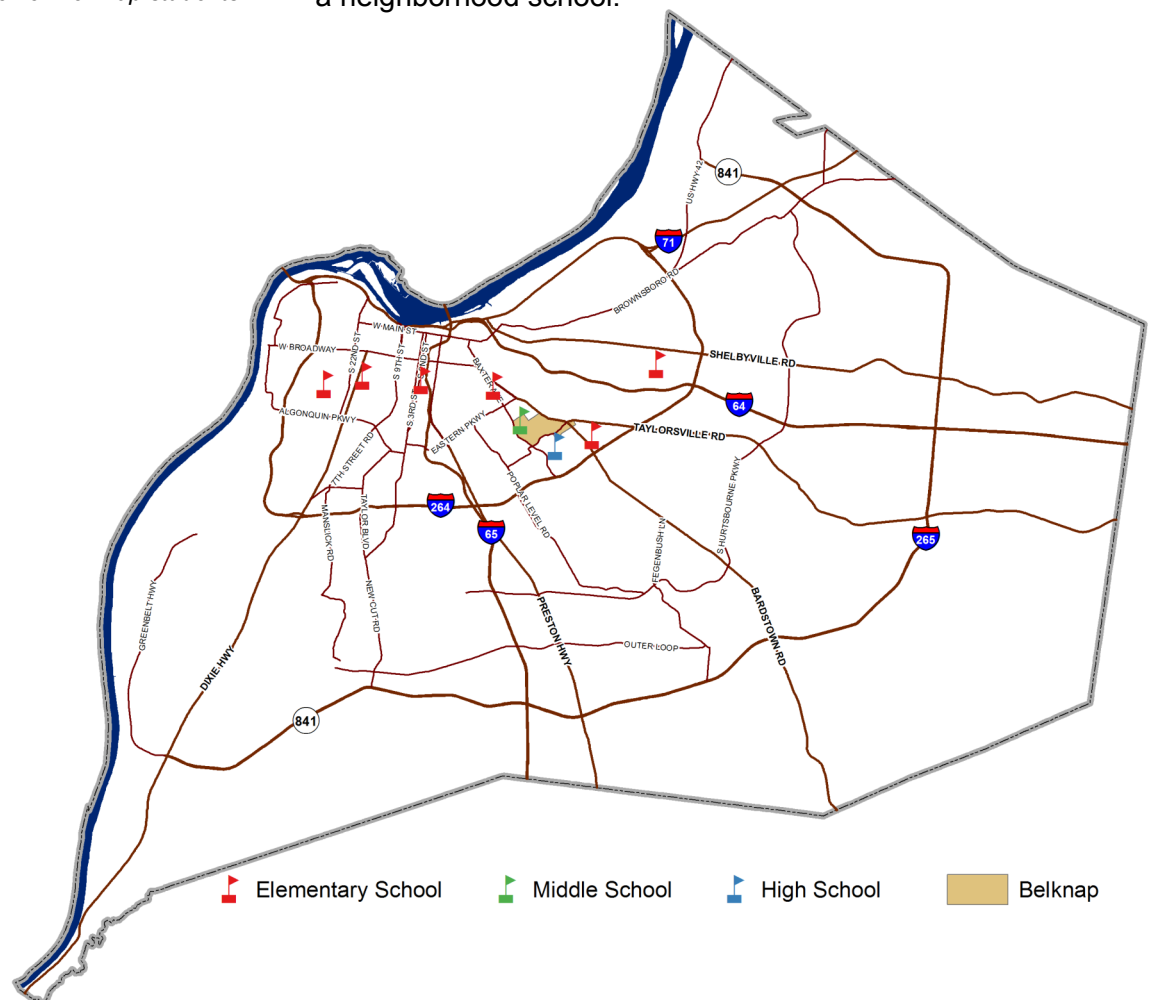 a neighborhood school.
841
US HWY 42
71
BROWNSBORO RD
W MAIN ST
W BROADWAY
S 22ND ST
S 9TH ST
S 3RD S
2ND ST
BAXTER
SHELBYVILLE RD
64
ALGONQUIN PKWY
EASTERN PKWY
TAYLORSVILLE RD
7TH STREET RD
POPLAR LEVEL RD
S HURTSBOURNE PKWY
264
65
265
MANSLICK RD
TAYLOR BLVD
FEGENBUSH LN
GREENBELT HWY
NEW CUT RD
PRESTON HWY
BARDSTOWN RD
OUTER LOOP
DIXIE HWY
841
Elementary School
Middle School
High School
Belknap